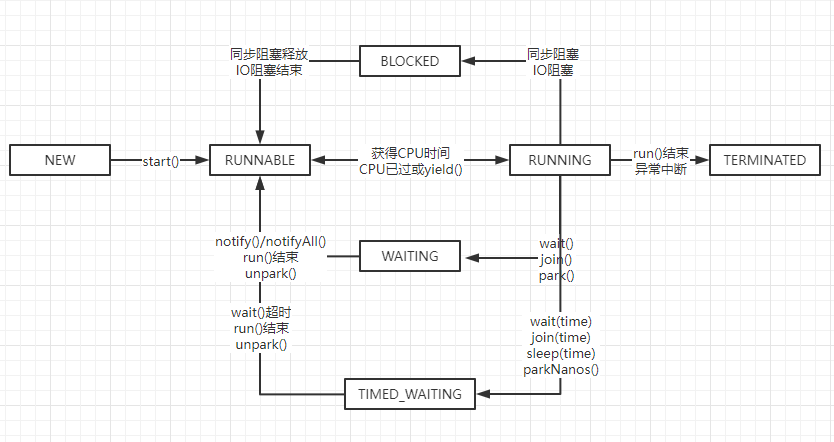 同步阻塞释放
IO阻塞结束
BLOCKED
同步阻塞
IO阻塞
NEW
start()
RUNNABLE
获得CPU时间
CPU已过或yield()
RUNNING
run()结束
异常中断
TERMINATED
notify()/notifyAll()
run()结束
unpark()
WAITING
wait()
join()
park()
wait()超时
run()结束
unpark()
wait(time)
join(time)
sleep(time)
parkNanos()
TIMED_WAITING